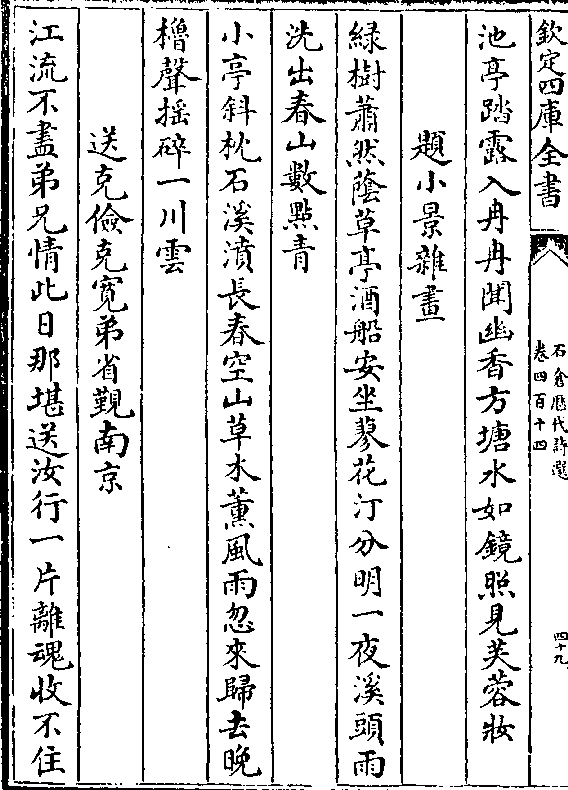 欽定四庫全書
石倉歷代詩選
卷四百十四
四十九
池亭踏露入冉冉聞幽香方塘水如鏡照見芙蓉妝
題小景雜畫
緑樹蕭然蔭草亭酒船安坐蓼花汀分明一夜溪頭雨
洗出春山數點青
小亭斜枕石溪濆長春空山草木薰風雨忽來歸去晚
櫓聲摇碎一川雲
送克儉克寛弟省覲南京
江流不盡弟兄情此日那堪送汝行一片離魂收不住